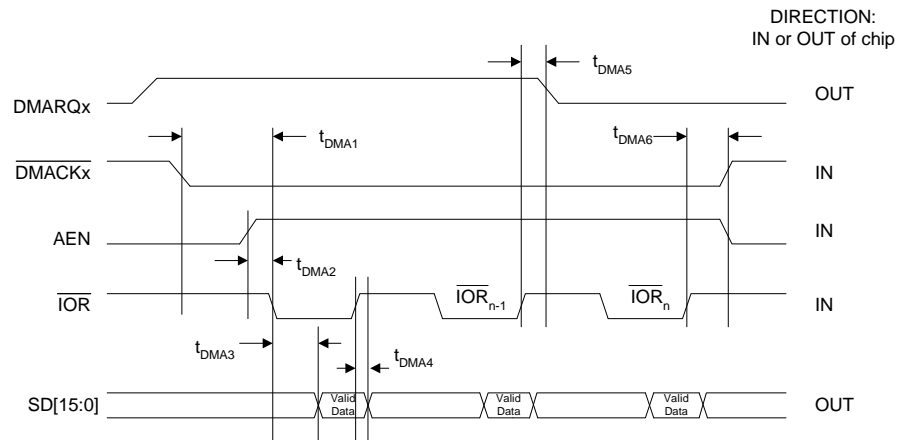 DIRECTION:
IN or OUT of chip
tDMA5
DMARQx
OUT
tDMA1
tDMA6
DMACKx
IN
AEN
IN
tDMA2
IOR
IORn-1
IORn
IN
tDMA3
tDMA4
SD[15:0]
Valid
Data
Valid
Data
Valid
Data
OUT